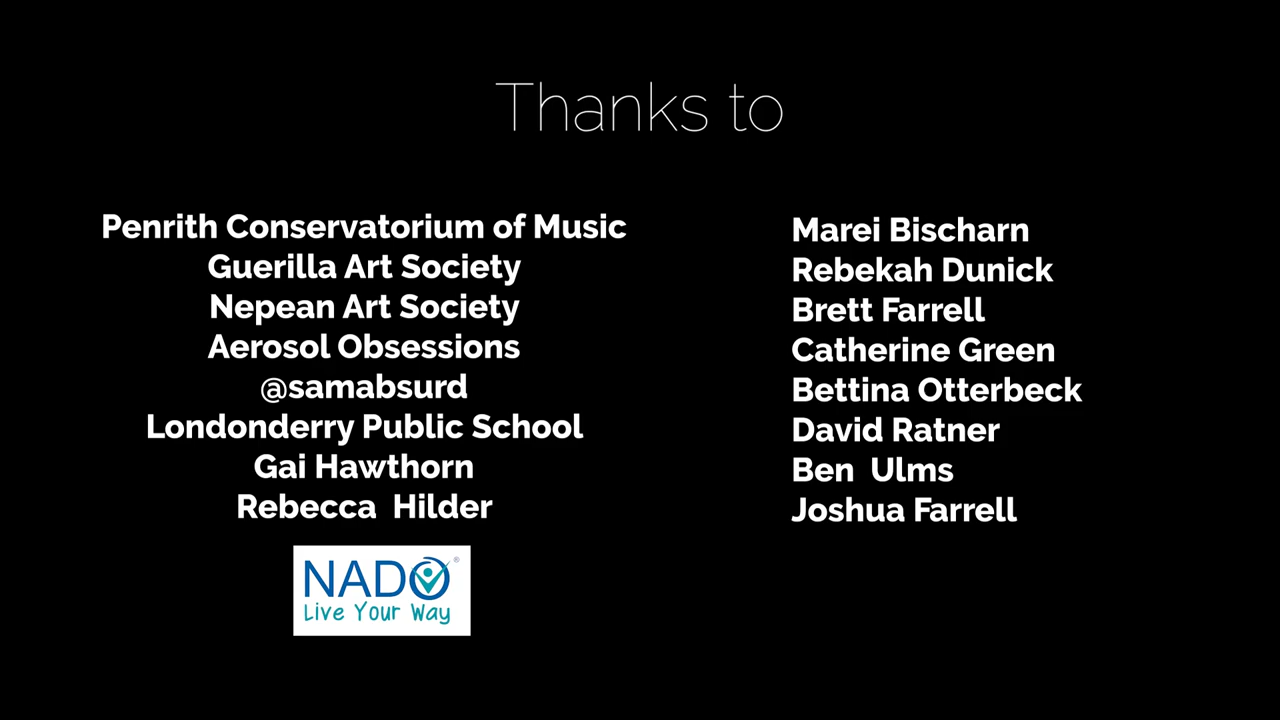 Thanks to
Penrith Conservatorium of Music
Guerilla Art Society
Nepean Art Society
Aerosol Obsessions
@samabsurd
Londonderry Public School
Gai Hawthorn
Rebecca  Hilder
NADO®
Live Your Way
Marei Bischarn
Rebekah Dunick
Brett Farrell
Catherine Green
Bettina Otterbeck
David Ratner
Ben  Ulms
Joshua Farrell